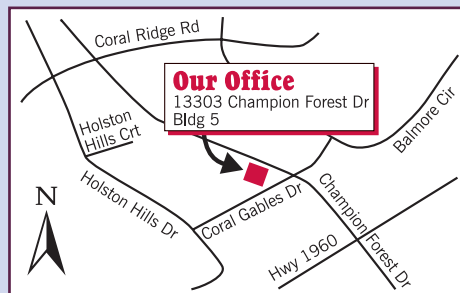 Coral Ridge Rd
Our Office
13303 Champion Forest Dr
Bldg 5
Balmore Cir
Holston
Hills Crt
Holston Hills Dr
Coral Gables Dr
Champion Forest Dr
Hwy 1960
N